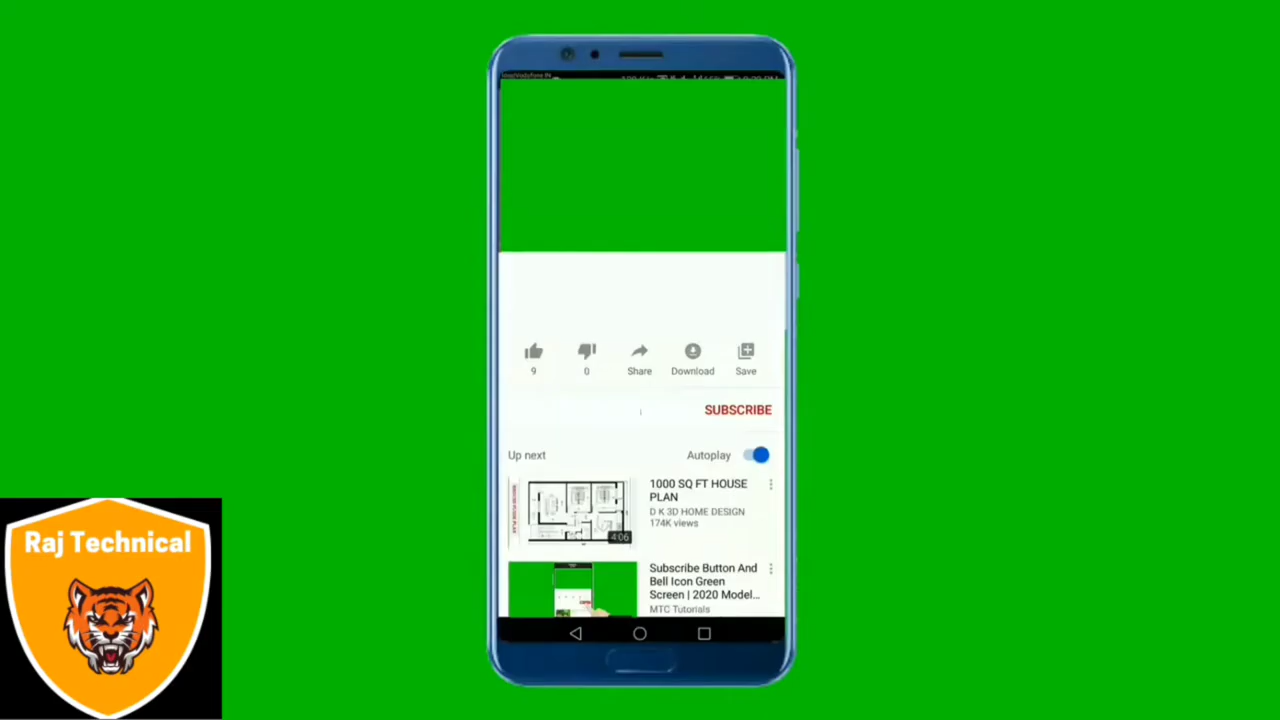 9
0
Share
Download
Save
SUBSCRIBE
Up next
Autoplay
1000 SQ FT HOUSE
PLAN
D K 3D HOME DESIGN
174K views
4:06
Subscribe Button And
Bell Icon Green
Screen | 2020 Model...
MTC Tutorials
Raj Technical